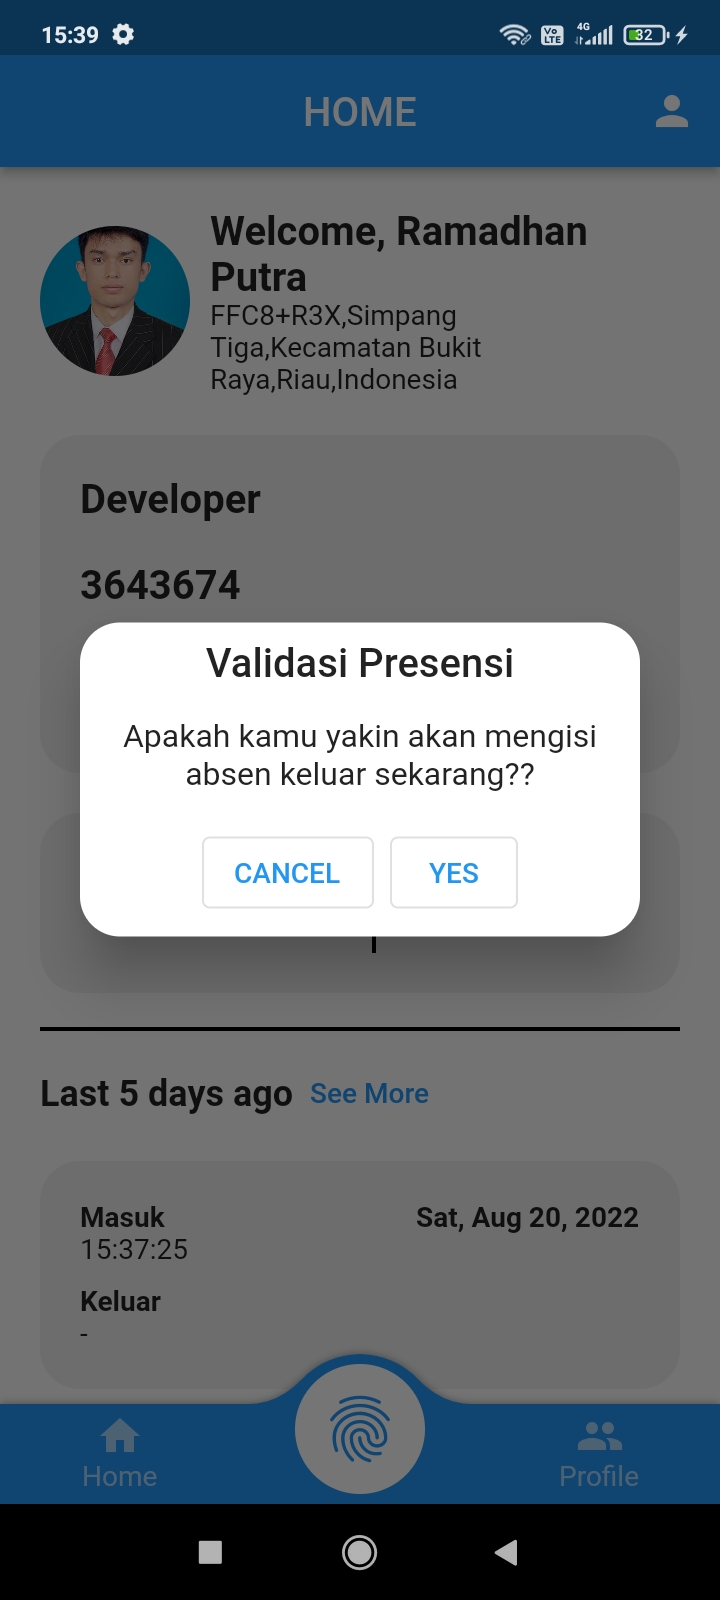 15:39
Vo LTE
4G
32
HOME
Welcome, Ramadhan
Putra
FFC8+R3X,Simpang
Tiga,Kecamatan Bukit
Raya,Riau,Indonesia
Developer
3643674
Validasi Presensi
Apakah kamu yakin akan mengisi
absen keluar sekarang??
CANCEL YES
Last 5 days ago See More
Masuk Sat, Aug 20, 2022
15:37:25
Keluar
-
Home Profile